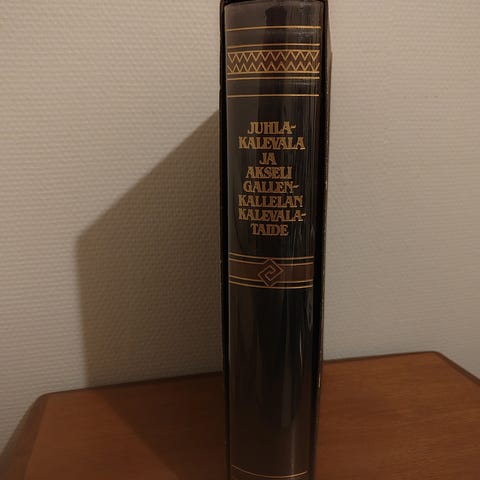 JUHLA-
KALEVALA
JA
AKSELI
GALLEN-
KALLELAN
KALEVALA-
TAIDE